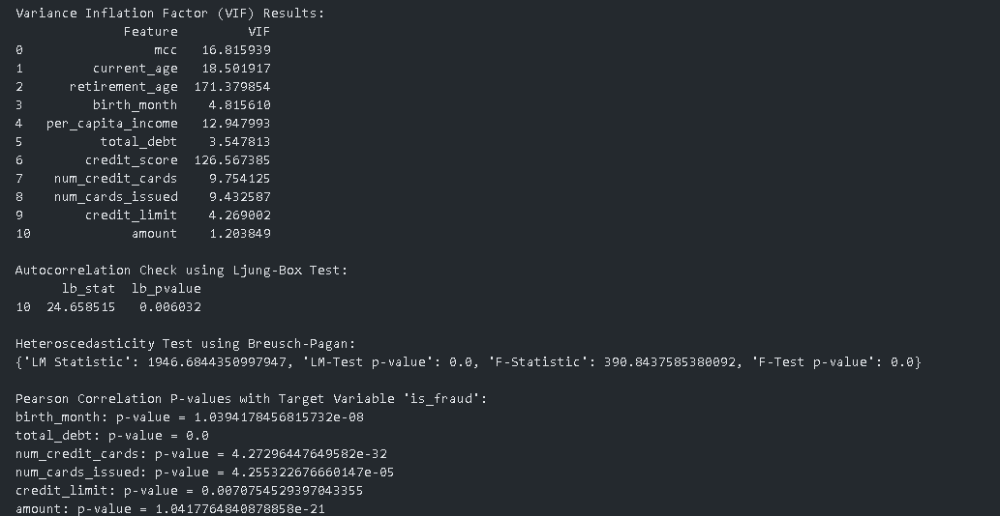 Variance Inflation Factor (VIF) Results:
Feature VIF
0 mcc 16.815939
1 current_age 18.501917
2 retirement_age 171.379854
3 birth_month 4.815610
4 per_capita_income 12.947993
5 total_debt 3.547813
6 credit_score 126.567385
7 num_credit_cards 9.754125
8 num_cards_issued 9.432587
9 credit_limit 4.269002
10 amount 1.203849
Autocorrelation Check using Ljung-Box Test:
lb_stat lb_pvalue
10 24.658515 0.006032
Heteroscedasticity Test using Breusch-Pagan:
{'LM Statistic': 1946.6844350997947, 'LM-Test p-value': 0.0, 'F-Statistic': 390.8437585380092, 'F-Test p-value': 0.0}
Pearson Correlation P-values with Target Variable 'is_fraud':
birth_month: p-value = 1.0394178456815732e-08
total_debt: p-value = 0.0
num_credit_cards: p-value = 4.27296447649582e-32
num_cards_issued: p-value = 4.255322676660147e-05
credit_limit: p-value = 0.0070754529397043355
amount: p-value = 1.0417764840878858e-21